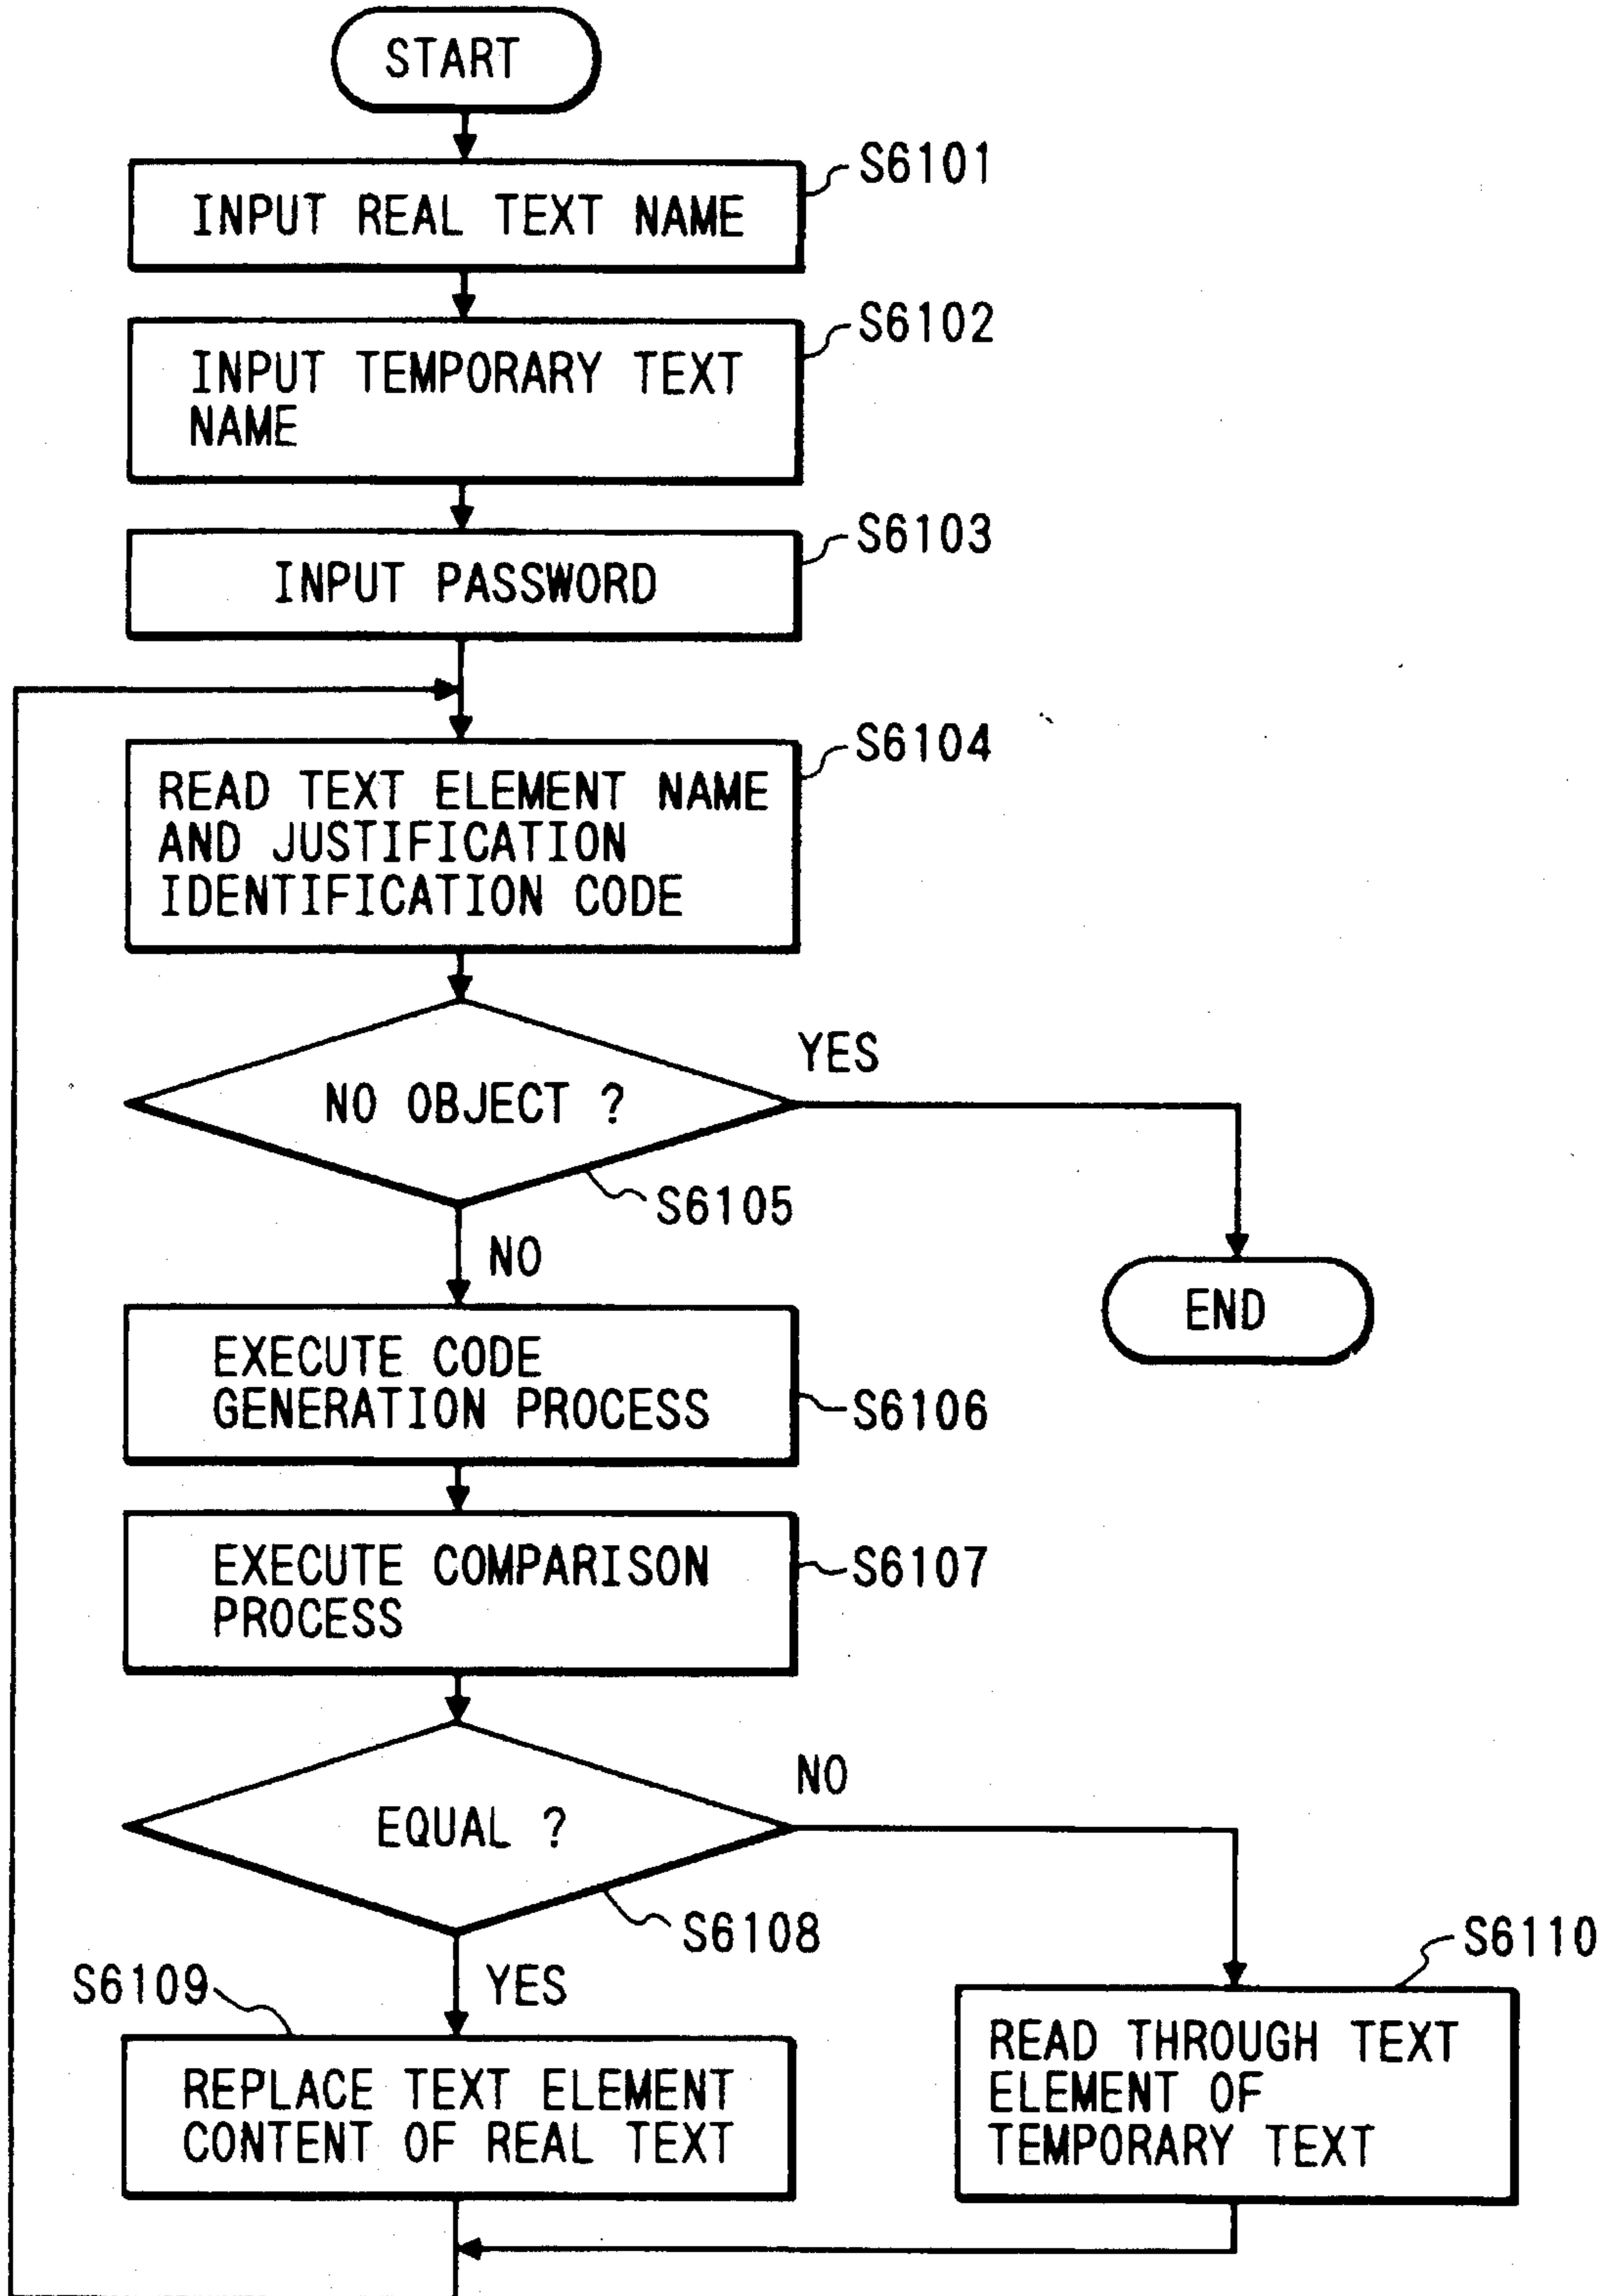 START
S6101
INPUT REAL TEXT NAME
S6102
INPUT TEMPORARY TEXT
NAME
S6103
INPUT PASSWORD
S6104
READ TEXT ELEMENT NAME
AND JUSTIFICATION
IDENTIFICATION CODE
YES
NO OBJECT ?
S6105
NO
END
EXECUTE CODE
GENERATION PROCESS
S6106
EXECUTE COMPARISON
PROCESS
S6107
NO
EQUAL ?
S6108
S6110
S6109
YES
READ THROUGH TEXT
ELEMENT OF
TEMPORARY TEXT
REPLACE TEXT ELEMENT
CONTENT OF REAL TEXT